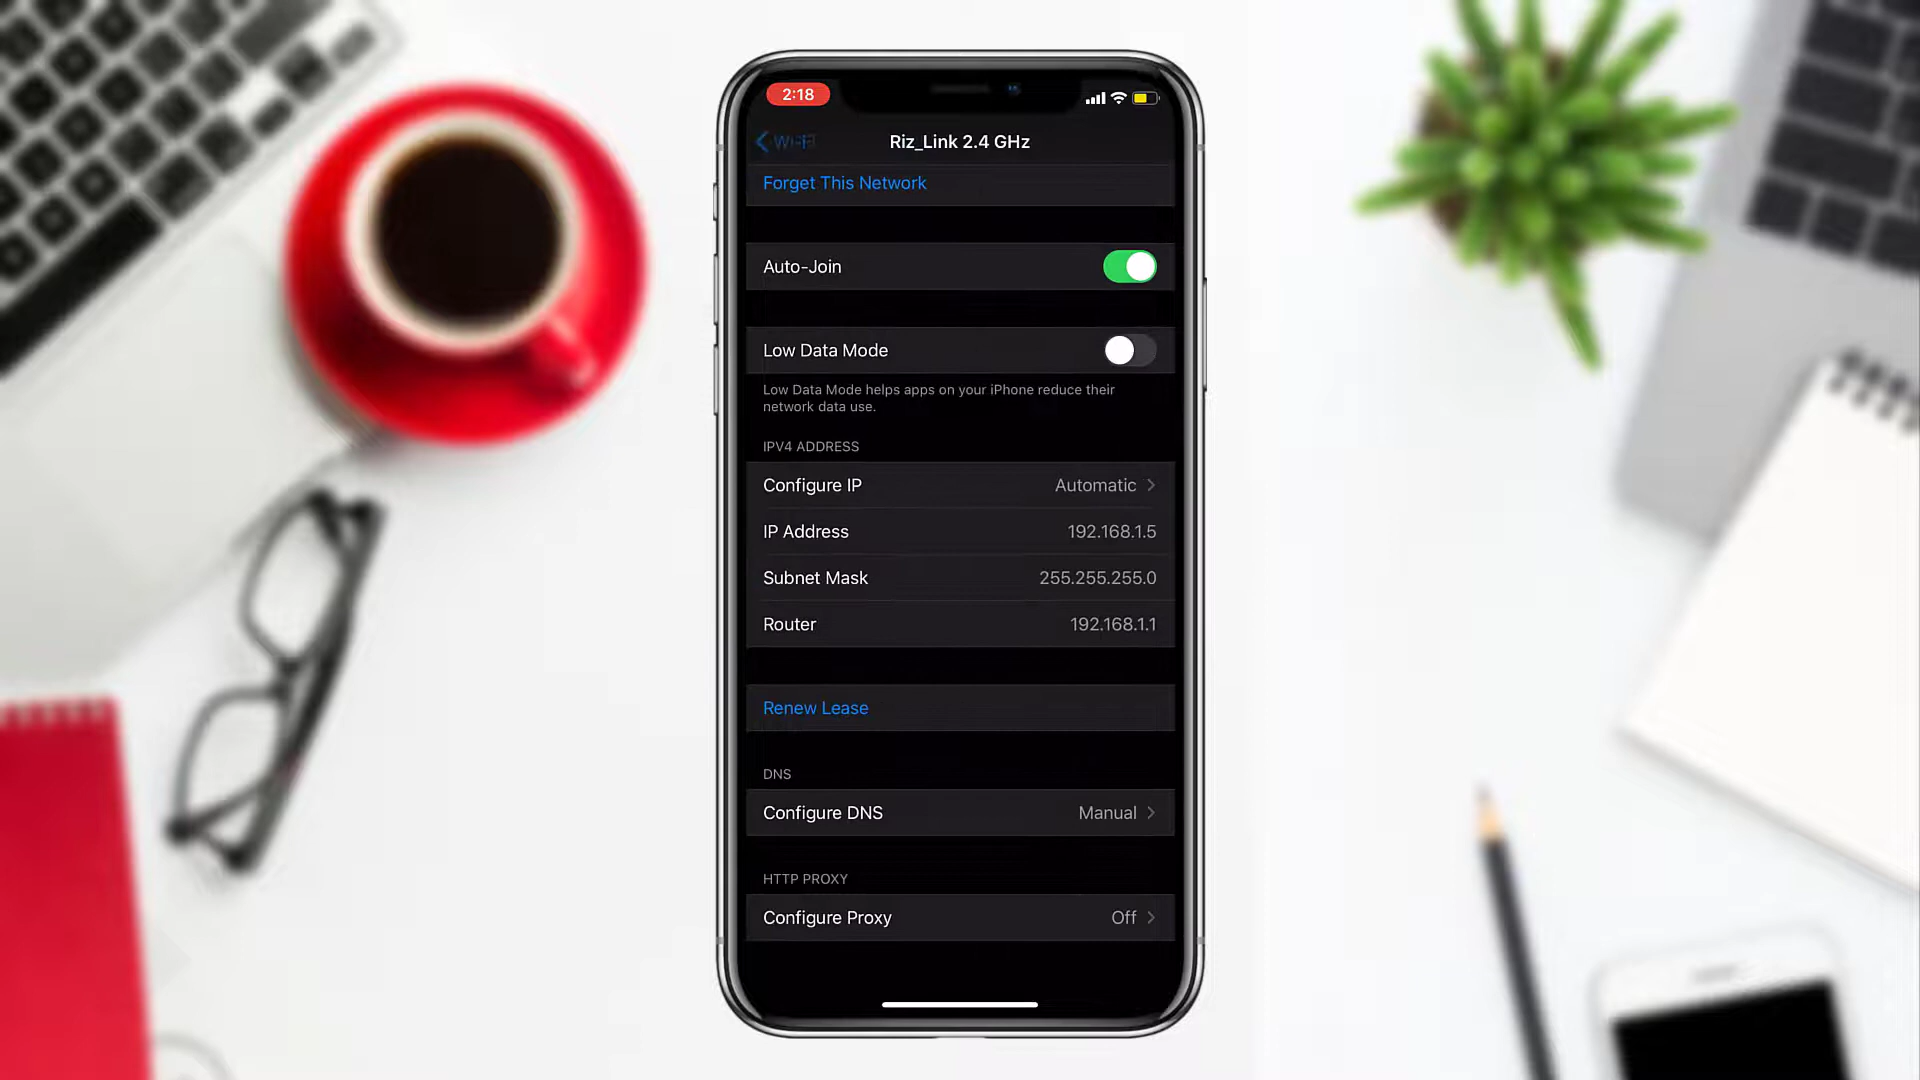 2:18
Riz_Link 2.4 GHz
Forget This Network
Auto-Join
Low Data Mode
Low Data Mode helps apps on your iPhone reduce their
network data use.
IPV4 ADDRESS
Configure IP Automatic
IP Address 192.168.1.5
Subnet Mask 255.255.255.0
Router 192.168.1.1
Renew Lease
DNS
Configure DNS Manual
HTTP PROXY
Configure Proxy Off